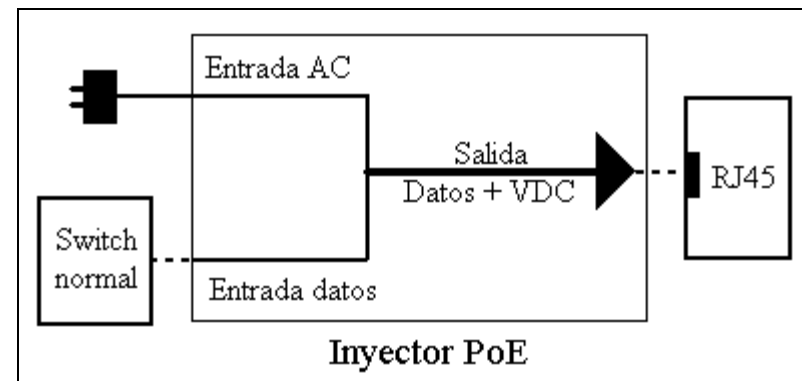 Entrada AC
Salida
Datos + VDC
RJ45
Switch
normal
Entrada datos
Inyector PoE